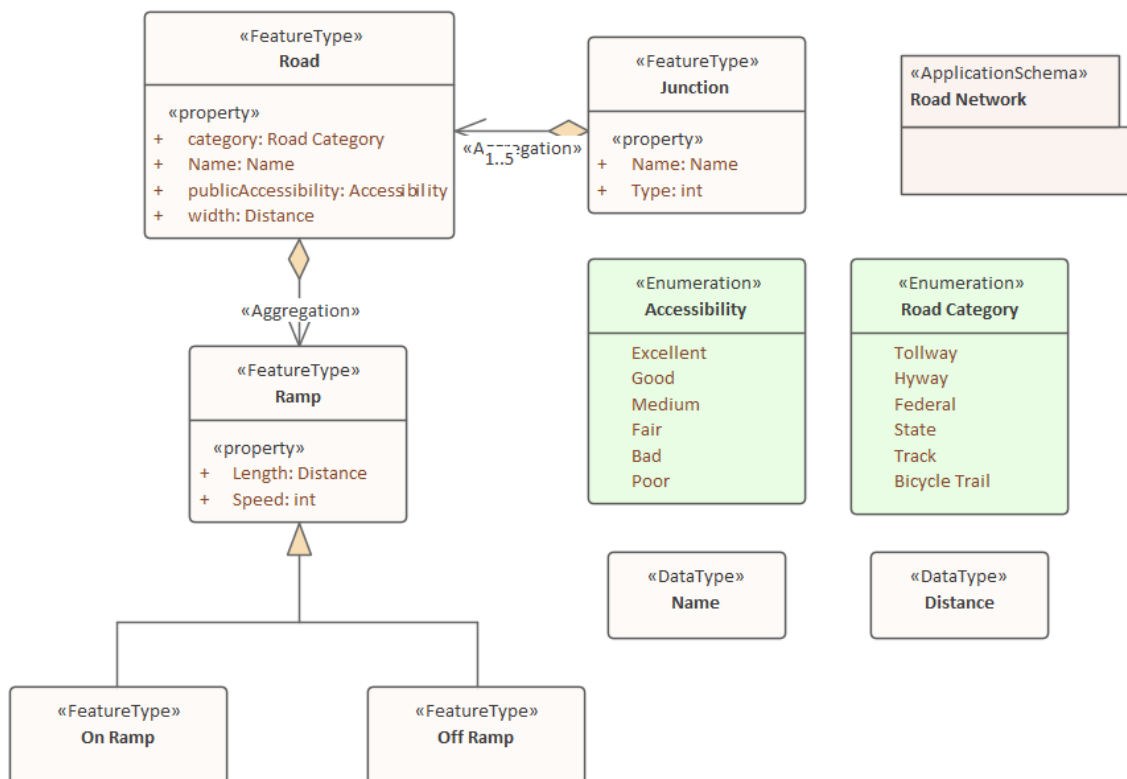 «FeatureType»
Road
«property»
+ category: Road Category
+ Name: Name
+ publicAccessibility: Accessibility
+ width: Distance
«FeatureType»
Junction
«property»
+ Name: Name
+ Type: int
«ApplicationSchema»
Road Network
«Aggregation»
1..5
«Aggregation»
«FeatureType»
Ramp
«property»
+ Length: Distance
+ Speed: int
«Enumeration»
Accessibility
Excellent
Good
Medium
Fair
Bad
Poor
«Enumeration»
Road Category
Tollway
Hyway
Federal
State
Track
Bicycle Trail
«DataType»
Name
«DataType»
Distance
«FeatureType»
On Ramp
«FeatureType»
Off Ramp